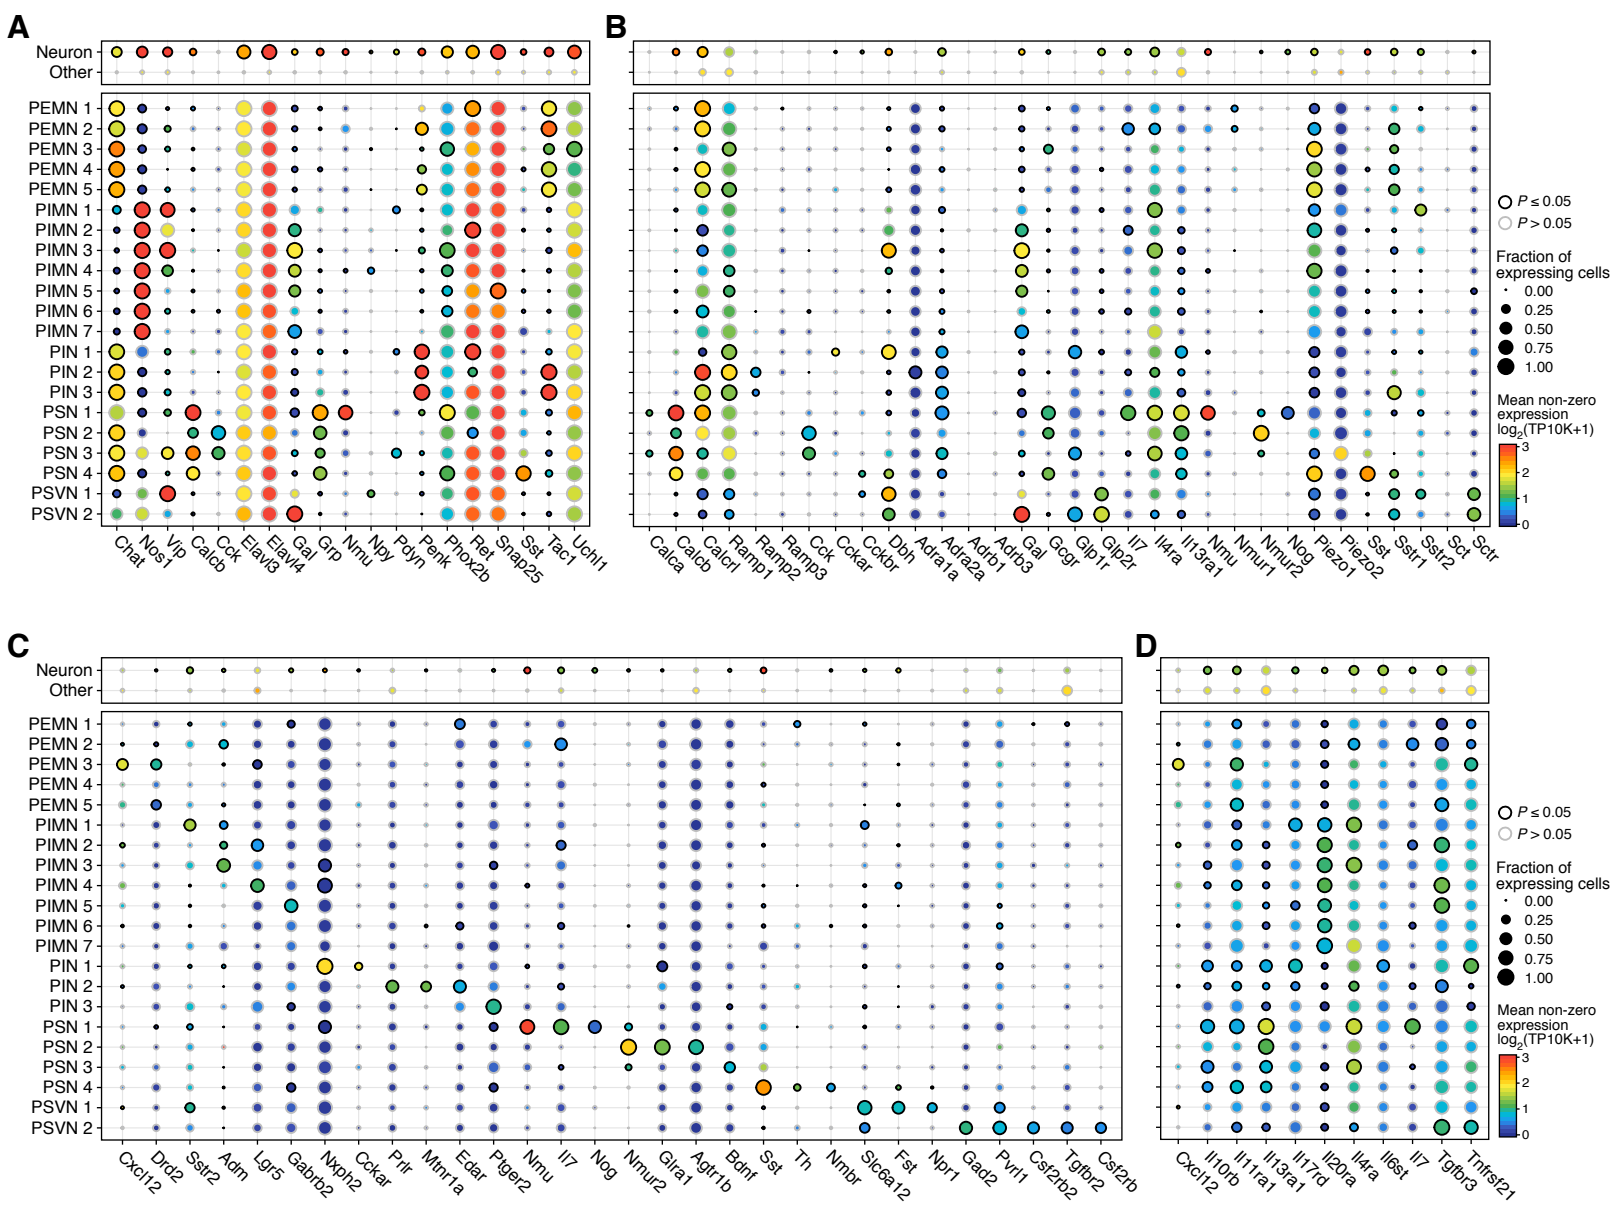 A
Neuron
Other
PEMN 1
PEMN 2
PEMN 3
PEMN 4
PEMN 5
PIMN 1
PIMN 2
PIMN 3
PIMN 4
PIMN 5
PIMN 6
PIMN 7
PIN 1
PIN 2
PIN 3
PSN 1
PSN 2
PSN 3
PSN 4
PSVN 1
PSVN 2
Chat Nos1 Vip Calcb Cck Elavl3 Elavl4 Gal Grp Nmu Npy Pdyn Penk Phox2b Ret Snap25 Sst Tac1 Uchl1
B
Calca Calcb Calcrl Ramp1 Ramp2 Ramp3 Cck Cckar Cckbr Dbh Adra1a Adra2a Adrb1 Adrb3 Gal Gcgr Glp1r Glp2r Il7 Il4ra Il13ra1 Nmu Nmur1 Nmur2 Nog Piezo1 Piezo2 Sst Sstr1 Sstr2 Sct Sctr
P ≤ 0.05
P > 0.05
Fraction of
expressing cells
0.00
0.25
0.50
0.75
1.00
Mean non-zero
expression
log2(TP10K+1)
3
2
1
0
C
Neuron
Other
PEMN 1
PEMN 2
PEMN 3
PEMN 4
PEMN 5
PIMN 1
PIMN 2
PIMN 3
PIMN 4
PIMN 5
PIMN 6
PIMN 7
PIN 1
PIN 2
PIN 3
PSN 1
PSN 2
PSN 3
PSN 4
PSVN 1
PSVN 2
Cxcl12 Drd2 Sstr2 Adm Lgr5 Gabrb2 Nxph2 Cckar Prlr Mtnr1a Edar Ptger2 Nmu Il7 Nog Nmur2 Glra1 Agtr1b Bdnf Sst Th Nmbr Slc6a12 Fst Npr1 Gad2 Pvrl1 Csf2rb2 Tgfbr2 Csf2rb
D
Cxcl12 Il10rb Il11ra1 Il13ra1 Il17rd Il20ra Il4ra Il6st Il7 Tgfbr3 Tnfrsf21
P ≤ 0.05
P > 0.05
Fraction of
expressing cells
0.00
0.25
0.50
0.75
1.00
Mean non-zero
expression
log2(TP10K+1)
3
2
1
0